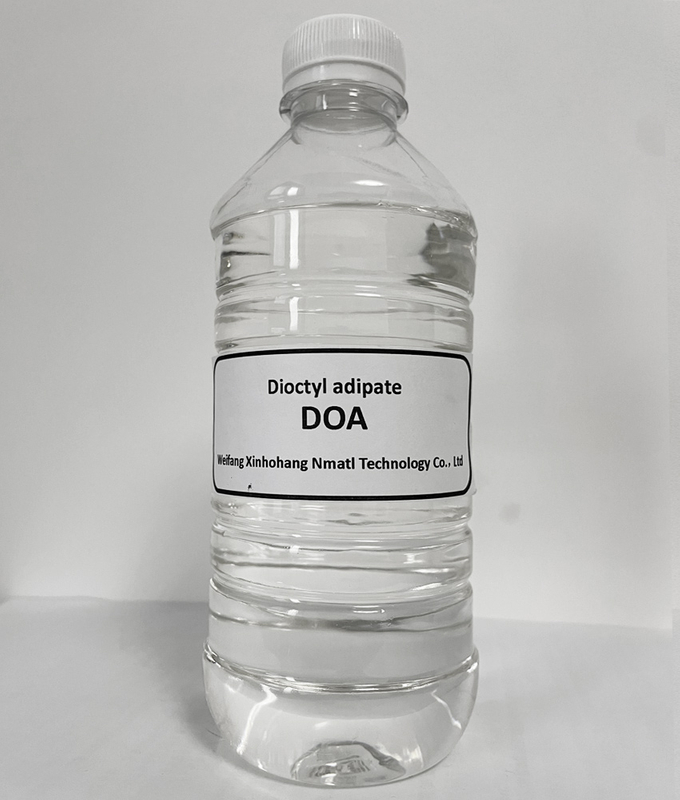 Dioctyl adipate
DOA
Weifang Xinhohang Nmatl Technology Co., Ltd